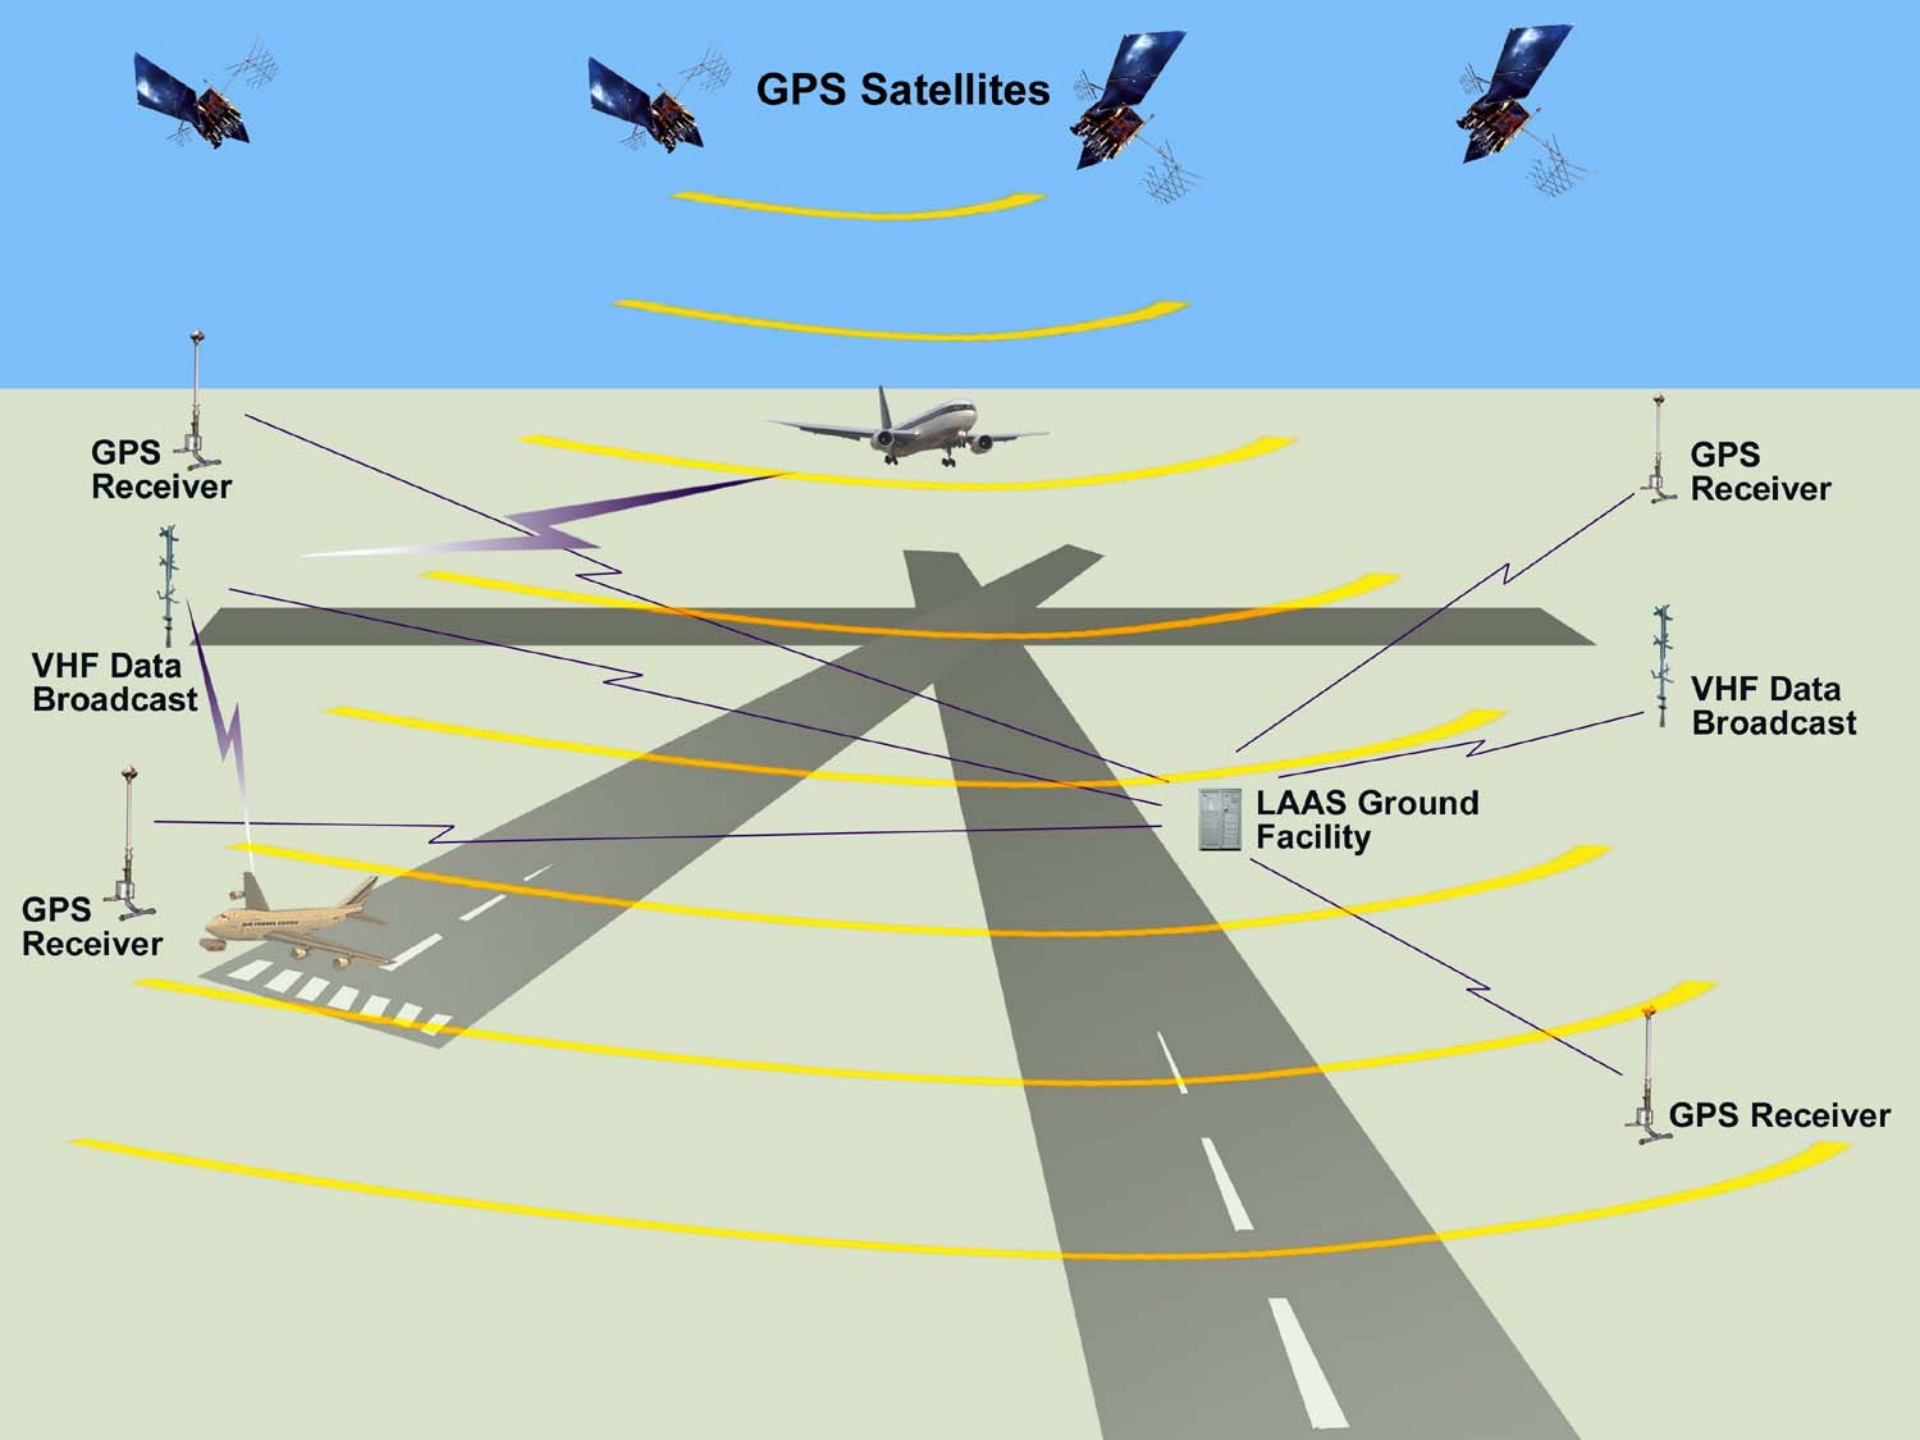 GPS Satellites
GPS
Receiver
GPS
Receiver
VHF Data
Broadcast
VHF Data
Broadcast
LAAS Ground
Facility
GPS
Receiver
GPS Receiver